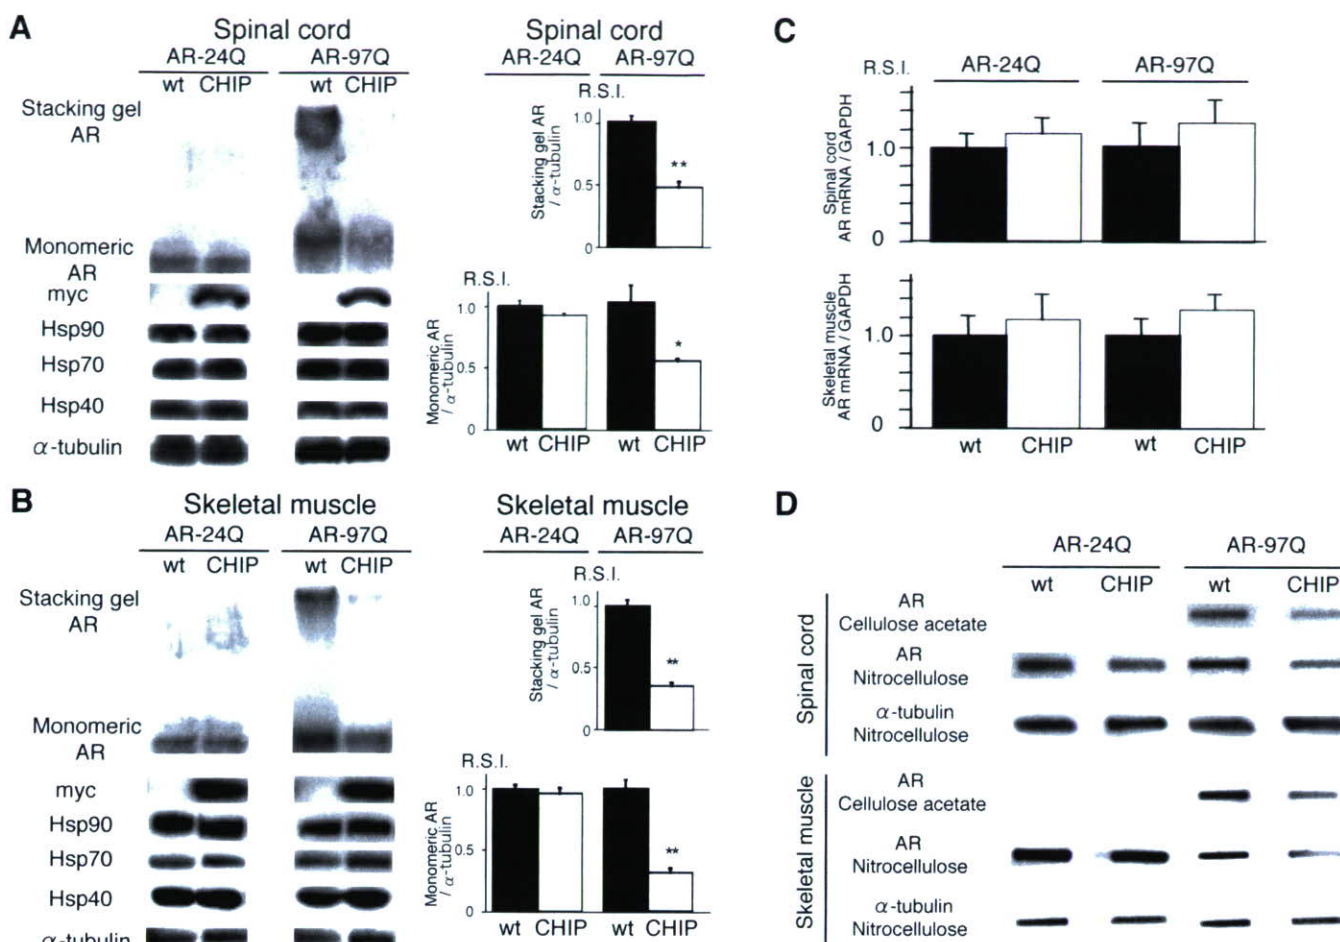 A
Spinal cord
AR-24Q AR-97Q
wt CHIP wt CHIP
Stacking gel
AR
Monomeric
AR
myc
Hsp90
Hsp70
Hsp40
α-tubulin
Spinal cord
AR-24Q AR-97Q
R.S.I.
Stacking gel AR
/ α-tubulin
1.0
**
0.5
0
R.S.I.
Monomeric AR
/ α-tubulin
1.0
0.5
*
0
wt CHIP wt CHIP
B
Skeletal muscle
AR-24Q AR-97Q
wt CHIP wt CHIP
Stacking gel
AR
Monomeric
AR
myc
Hsp90
Hsp70
Hsp40
α-tubulin
Skeletal muscle
AR-24Q AR-97Q
R.S.I.
Stacking gel AR
/ α-tubulin
1.0
**
0.5
0
R.S.I.
Monomeric AR
/ α-tubulin
1.0
0.5
**
0
wt CHIP wt CHIP
C
R.S.I. AR-24Q AR-97Q
Spinal cord
AR mRNA / GAPDH
1.0
0
Skeletal muscle
AR mRNA / GAPDH
1.0
0
wt CHIP wt CHIP
D
AR-24Q AR-97Q
wt CHIP wt CHIP
Spinal cord
AR
Cellulose acetate
AR
Nitrocellulose
α-tubulin
Nitrocellulose
Skeletal muscle
AR
Cellulose acetate
AR
Nitrocellulose
α-tubulin
Nitrocellulose